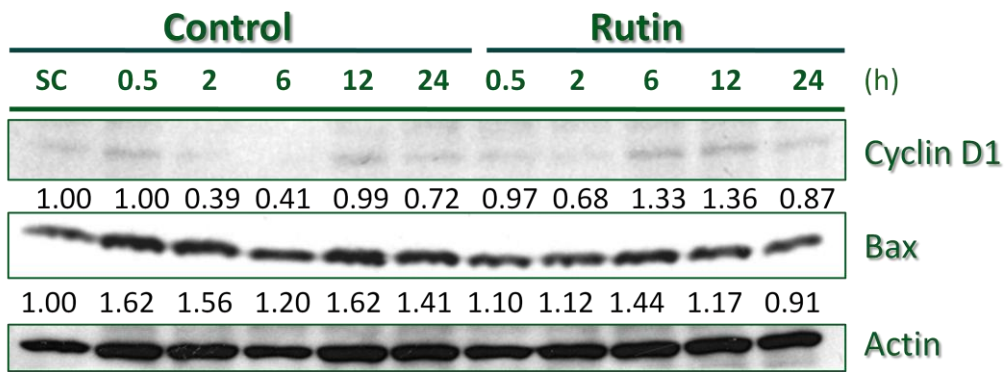 Control Rutin
SC 0.5 2 6 12 24 0.5 2 6 12 24 (h)
Cyclin D1
1.00 1.00 0.39 0.41 0.99 0.72 0.97 0.68 1.33 1.36 0.87
Bax
1.00 1.62 1.56 1.20 1.62 1.41 1.10 1.12 1.44 1.17 0.91
Actin